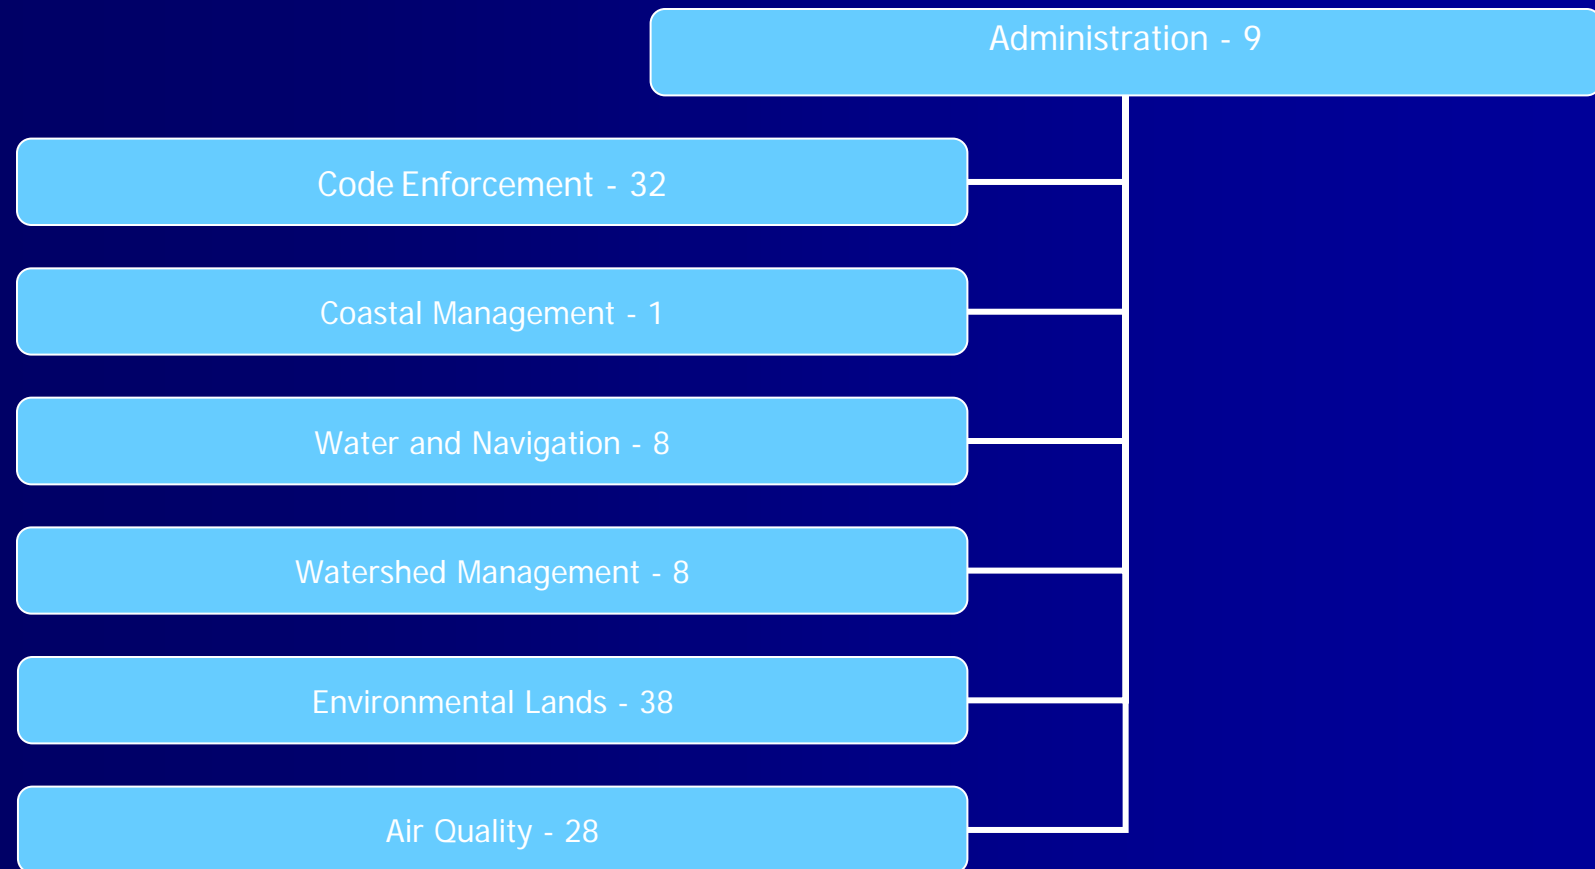 Administration - 9
Code Enforcement - 32
Coastal Management - 1
Water and Navigation - 8
Watershed Management - 8
Environmental Lands - 38
Air Quality - 28